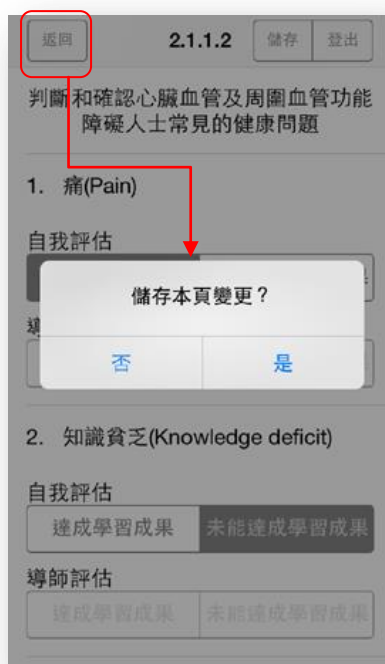 返回 2.1.1.2 儲存 登出
判斷和確認心臟血管及周圍血管功能
障礙人士常見的健康問題
1. 痛(Pain)
自我評估
儲存本頁變更？
否 是
2. 知識貧乏(Knowledge deficit)
自我評估
達成學習成果 未能達成學習成果
導師評估
達成學習成果 未能達成學習成果